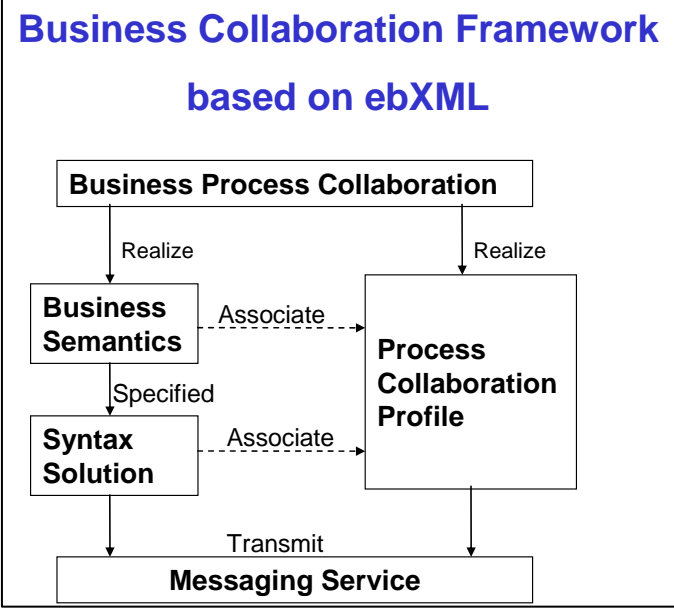 Business Collaboration Framework
based on ebXML
Business Process Collaboration
Realize
Realize
Business
Semantics
Associate
Process
Collaboration
Profile
Specified
Syntax
Solution
Associate
Transmit
Messaging Service